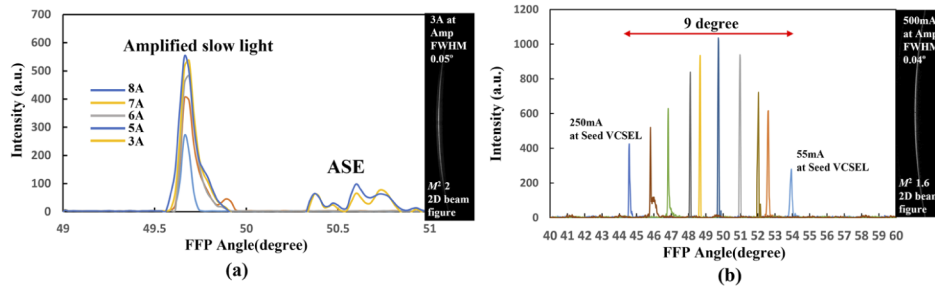 700
600
500
400
300
200
100
0
Intensity (a.u.)
Amplified slow light
8A
7A
6A
5A
3A
ASE
49
49.5
50
50.5
51
FFP Angle(degree)
3A at
Amp
FWHM
0.05°
M² 2
2D beam
figure
(a)
1200
1000
800
600
400
200
0
Intensity (a.u.)
9 degree
250mA
at Seed VCSEL
55mA
at Seed VCSEL
40 41 42 43 44 45 46 47 48 49 50 51 52 53 54 55 56 57 58 59 60
FFP Angle(degree)
500mA
at Amp
FWHM
0.04°
M² 1.6
2D beam
figure
(b)